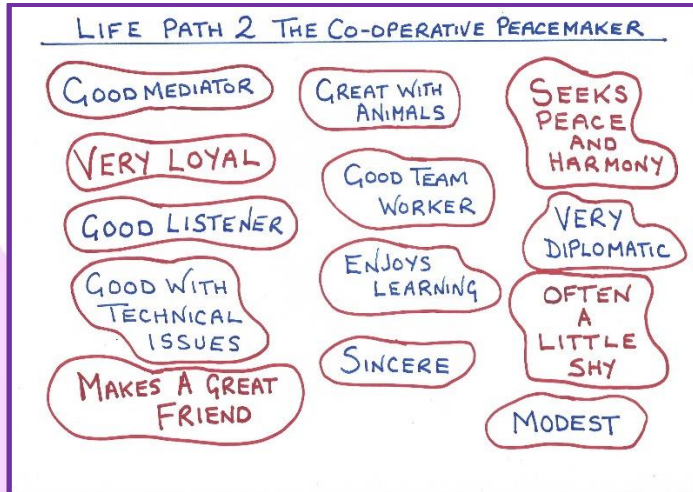 LIFE PATH 2 THE CO-OPERATIVE PEACEMAKER
GOOD MEDIATOR
VERY LOYAL
GOOD LISTENER
GOOD WITH
TECHNICAL
ISSUES
MAKES A GREAT
FRIEND
GREAT WITH
ANIMALS
GOOD TEAM
WORKER
ENJOYS
LEARNING
SINCERE
SEEKS
PEACE
AND
HARMONY
VERY
DIPLOMATIC
OFTEN
A
LITTLE
SHY
MODEST